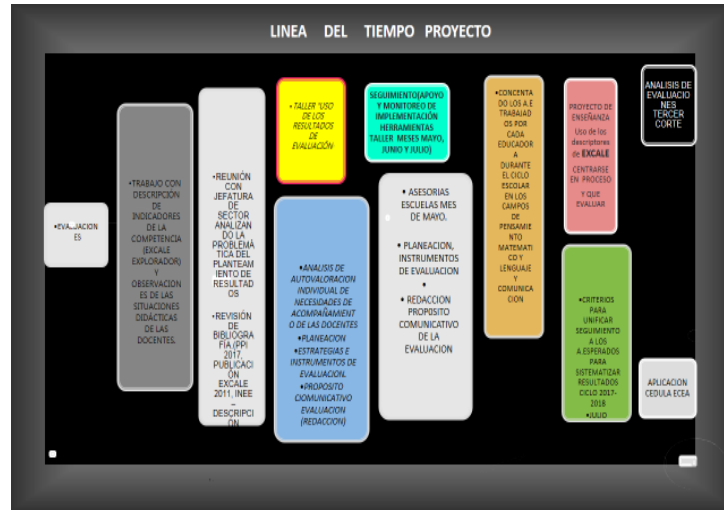 LINEA DEL TIEMPO PROYECTO
•EVALUACION
ES
•TRABAJO CON
DESCRIPCIÓN
DE
INDICADORES
DE LA
COMPETENCIA
(EXCALE
EXPLORADOR)
Y
OBSERVACION
ES DE LAS
SITUACIONES
DIDÁCTICAS
DE LAS
DOCENTES.
•REUNIÓN
CON
JEFATURA
DE
SECTOR
ANALIZAN
DO LA
PROBLEMÁ
TICA DEL
PLANTEAM
IENTO DE
RESULTAD
OS
•REVISIÓN
DE
BIBLIOGRA
FÍA.(PPI
2017,
PUBLICACI
ÓN
EXCALE
2011, INEE
–
DESCRIPCI
ÓN
• TALLER "USO
DE LOS
RESULTADOS
DE
EVALUACIÓN
•ANALISIS DE
AUTOVALORACION
INDIVIDUAL DE
NECESIDADES DE
ACOMPAÑAMIENT
O DE LAS DOCENTES
•PLANEACION
•ESTRATEGIAS E
INSTRUMENTOS DE
EVALUACION.
•PROPOSITO
CIOMUNICATIVO
EVALUACION
(REDACCION)
SEGUIMIENTO(APOYO
Y MONITOREO DE
IMPLEMENTACIÓN
HERRAMIENTAS
TALLER MESES MAYO,
JUNIO Y JULIO)
• ASESORIAS
ESCUELAS MES
DE MAYO.
• PLANEACION,
INSTRUMENTOS
DE EVALUACION
•
• REDACCION
PROPOSITO
COMUNICATIVO
DE LA
EVALUACION
•CONCENTA
DO LOS A.E
TRABAJAD
OS POR
CADA
EDUCADOR
A
DURANTE
EL CICLO
ESCOLAR
EN LOS
CAMPOS
DE
PENSAMIE
NTO
MATEMATI
CO Y
LENGUAJE
Y
COMUNICA
CIÓN
PROYECTO DE
ENSEÑANZA
Uso de los
descriptores
de EXCALE
CENTRARSE
EN PROCESO
Y QUE
EVALUAR
•CRITERIOS
PARA
UNIFICAR
SEGUIMIENTO
A LOS
A.ESPERADOS
PARA
SISTEMATIZAR
RESULTADOS
CICLO 2017-
2018
•JULIO
ANALISIS DE
EVALUACIO
NES
TERCER
CORTE
APLICACION
CEDULA ECEA